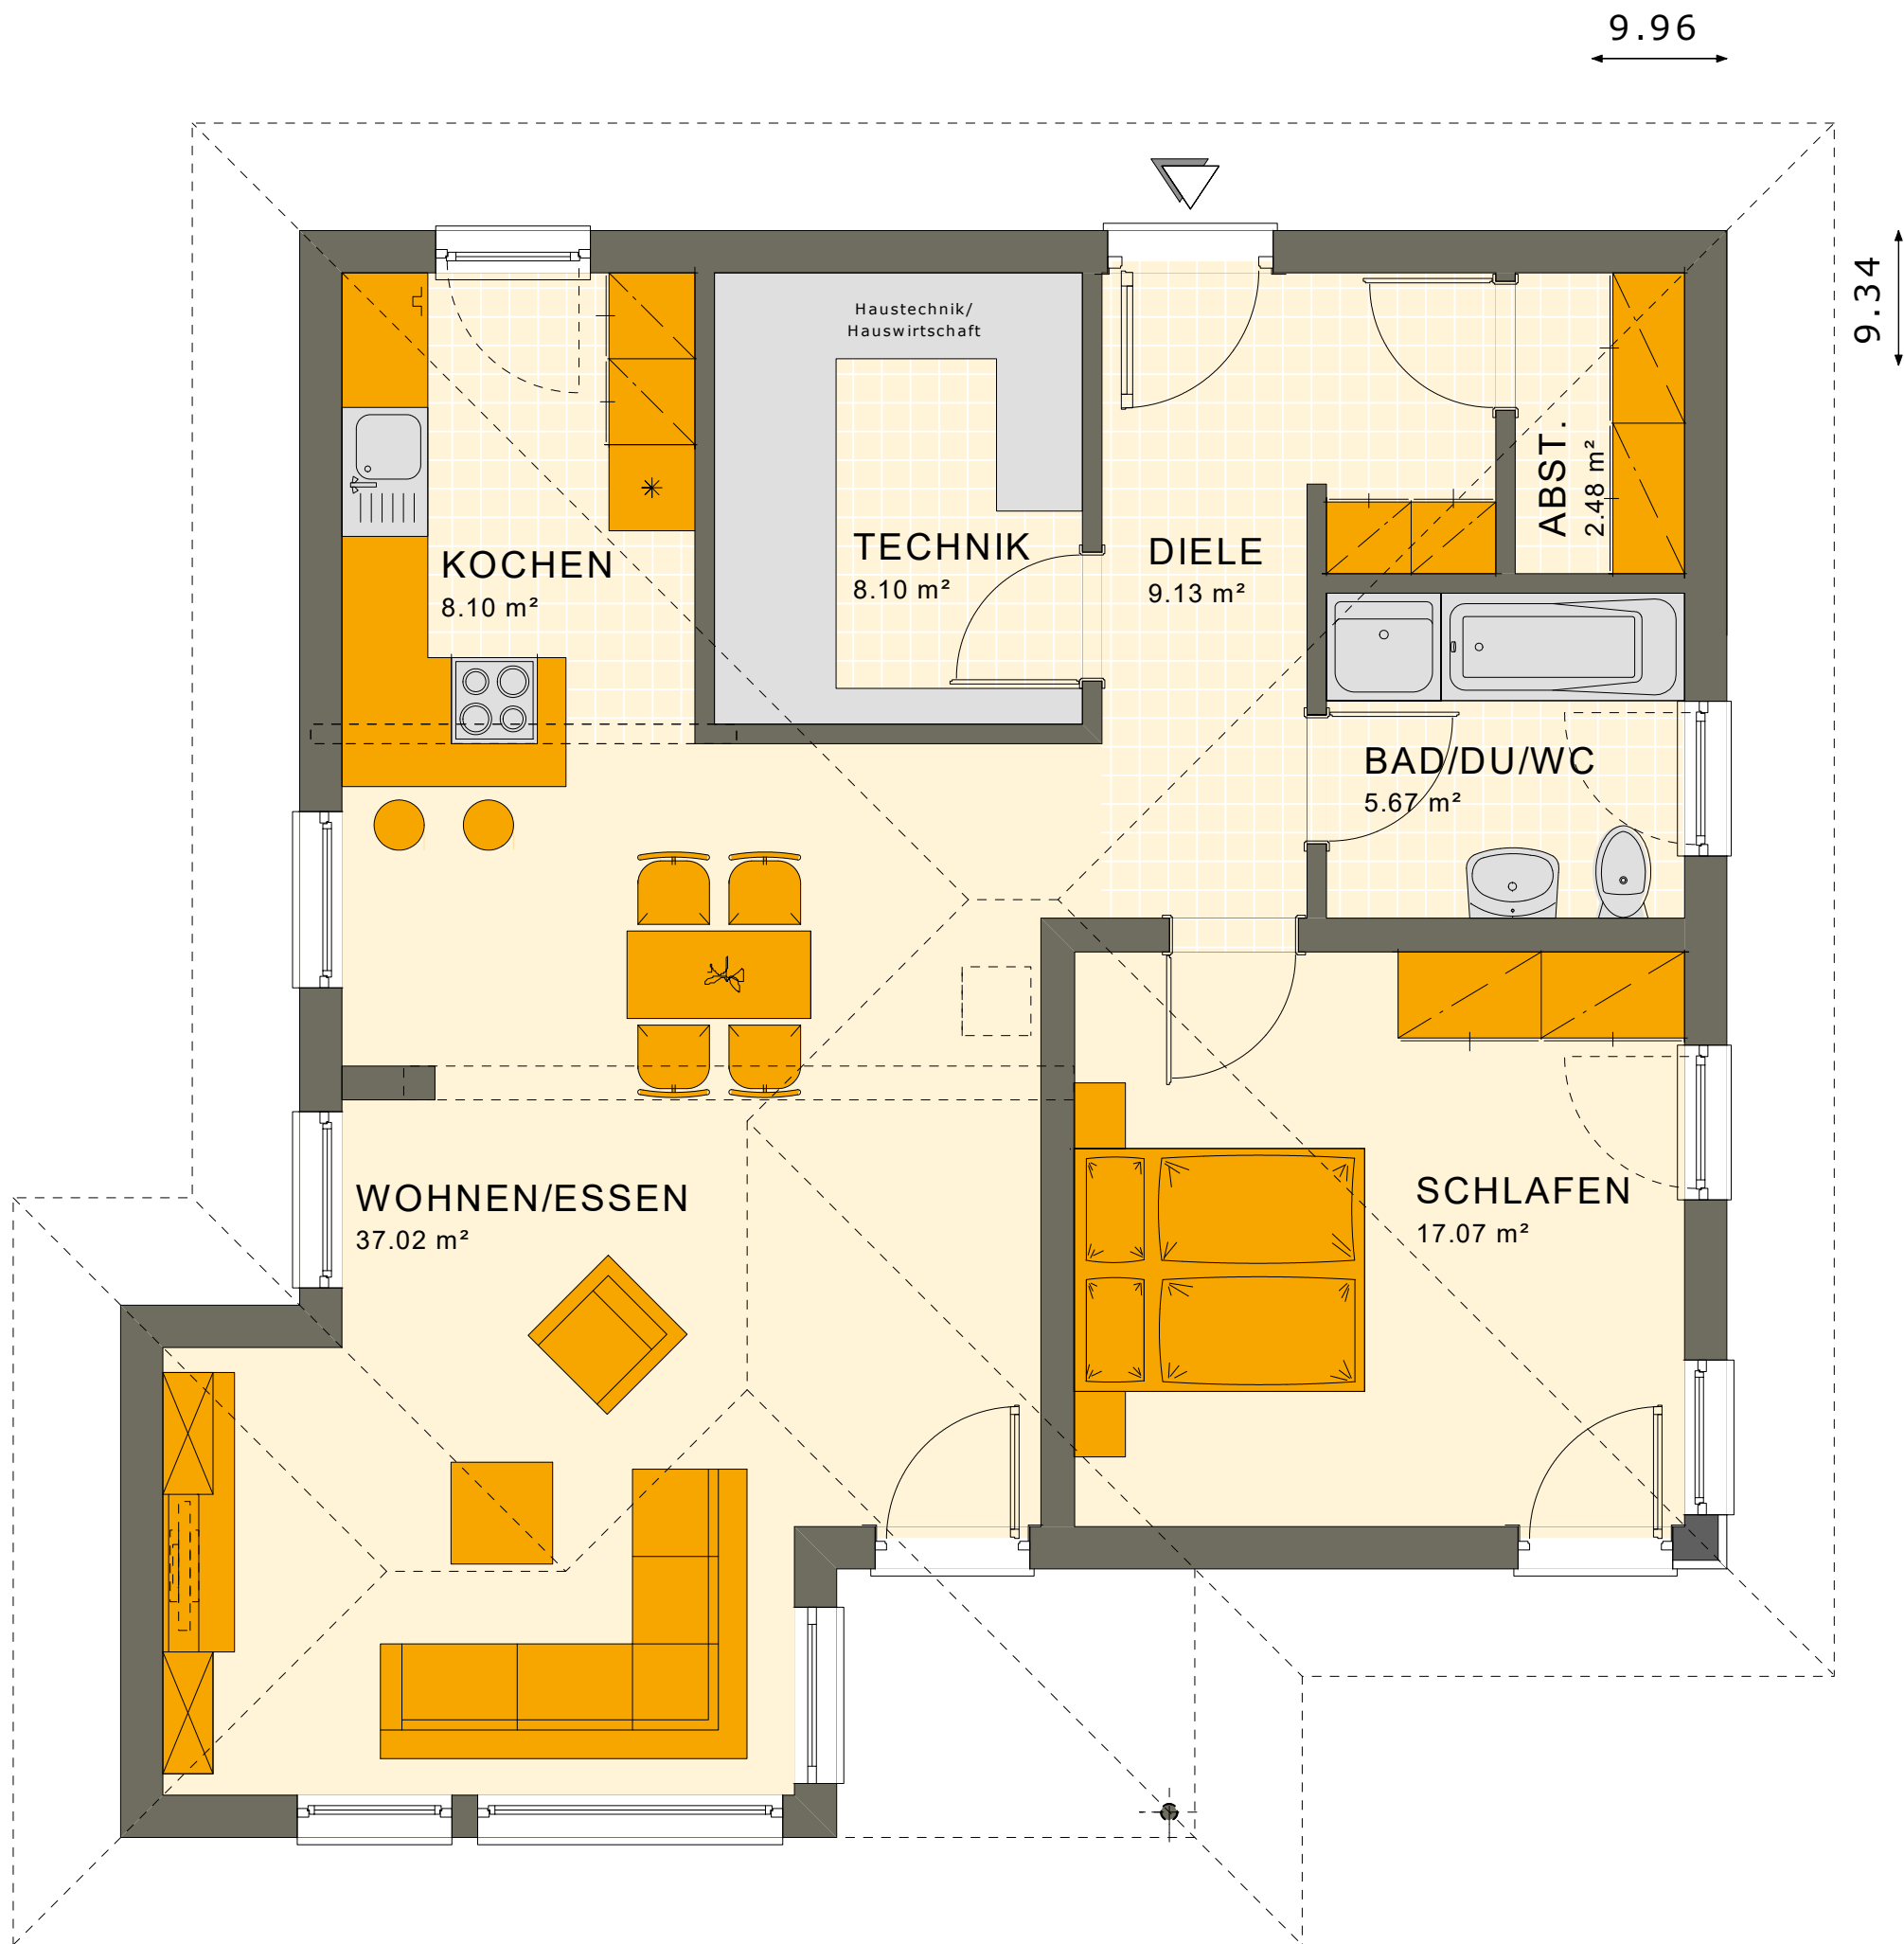 9.96
9.34
Haustechnik/
Hauswirtschaft
KOCHEN
8.10 m²
TECHNIK
8.10 m²
DIELE
9.13 m²
ABST.
2.48 m²
BAD/DU/WC
5.67 m²
WOHNEN/ESSEN
37.02 m²
SCHLAFEN
17.07 m²